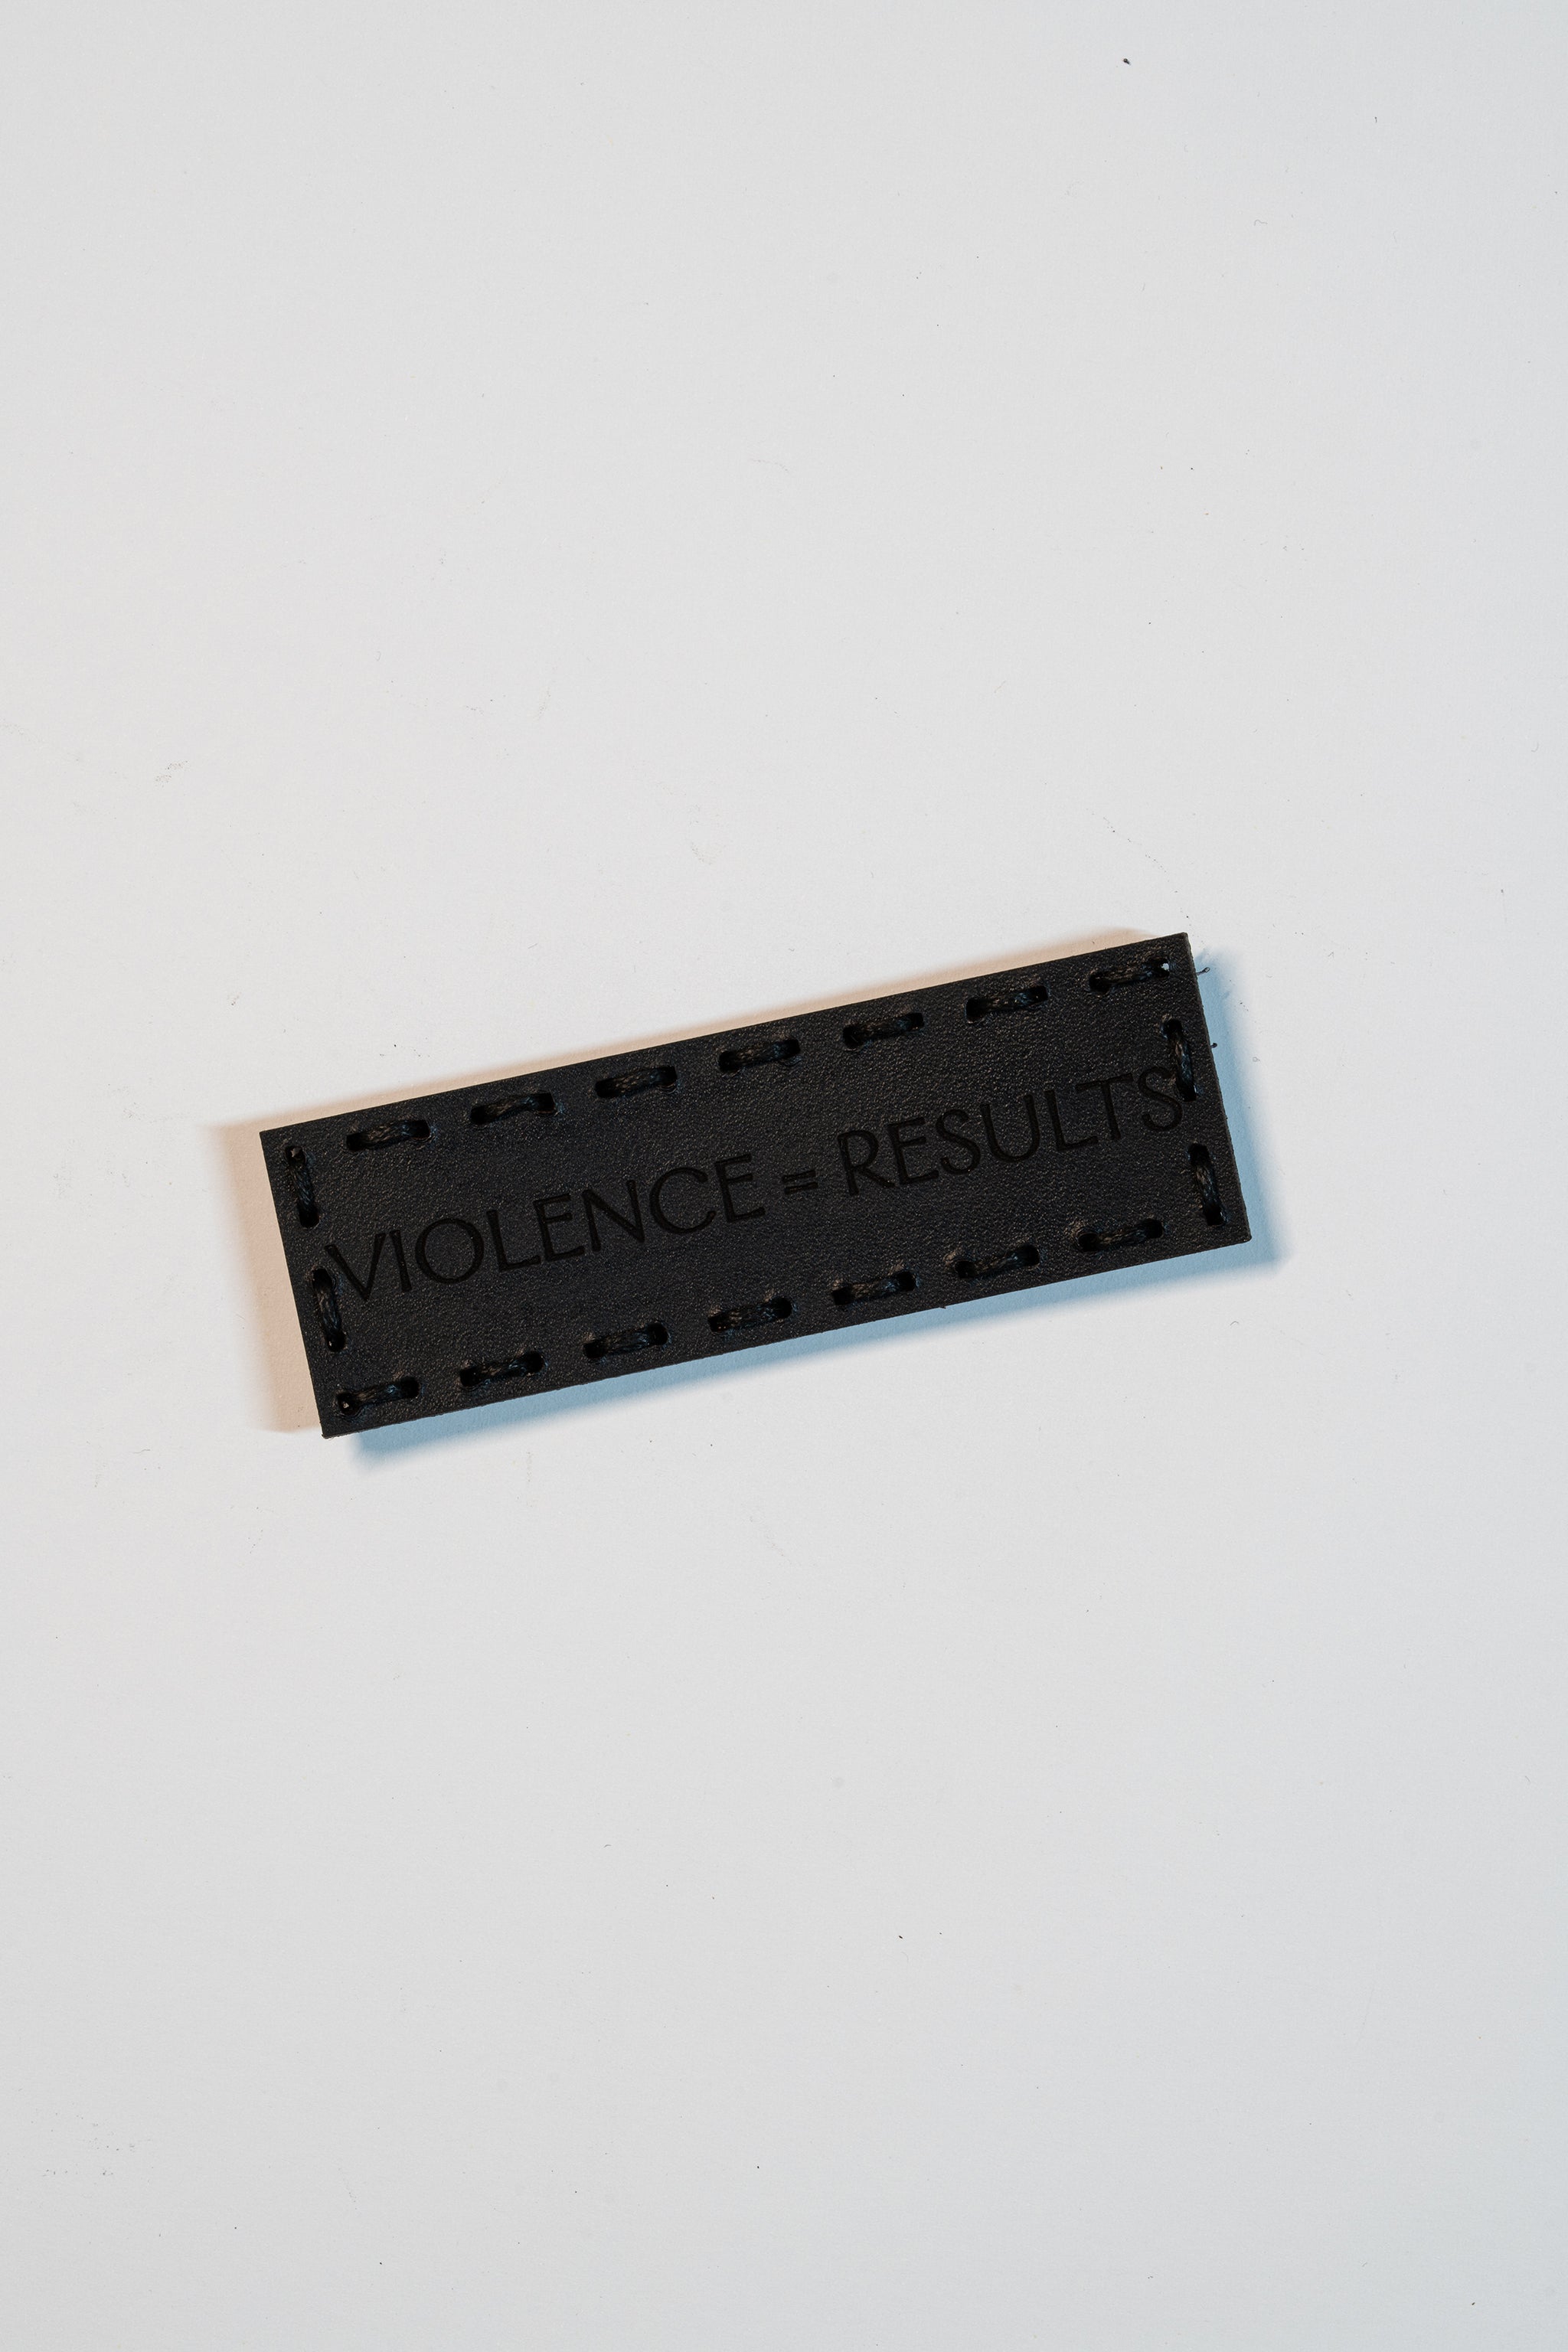 VIOLENCE = RESULTS